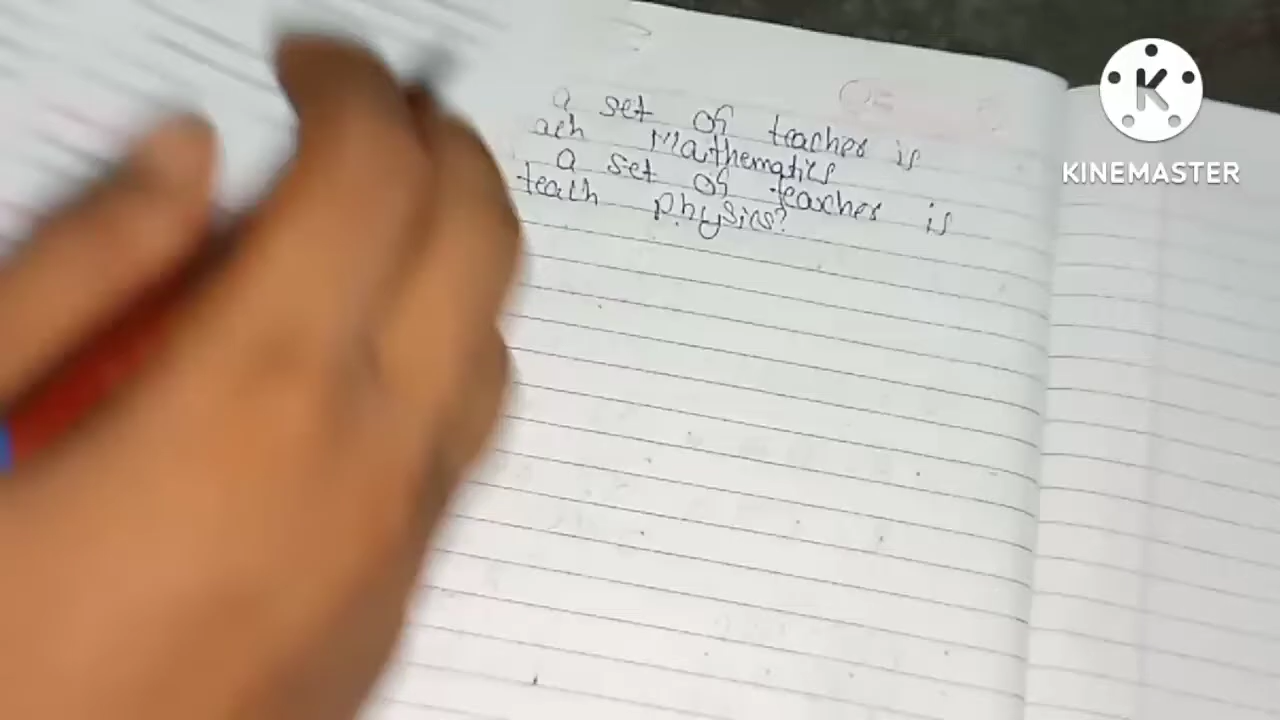 a set of teacher is
ach Mathematics
a set of teacher is
teach Physics?
K
KINEMASTER